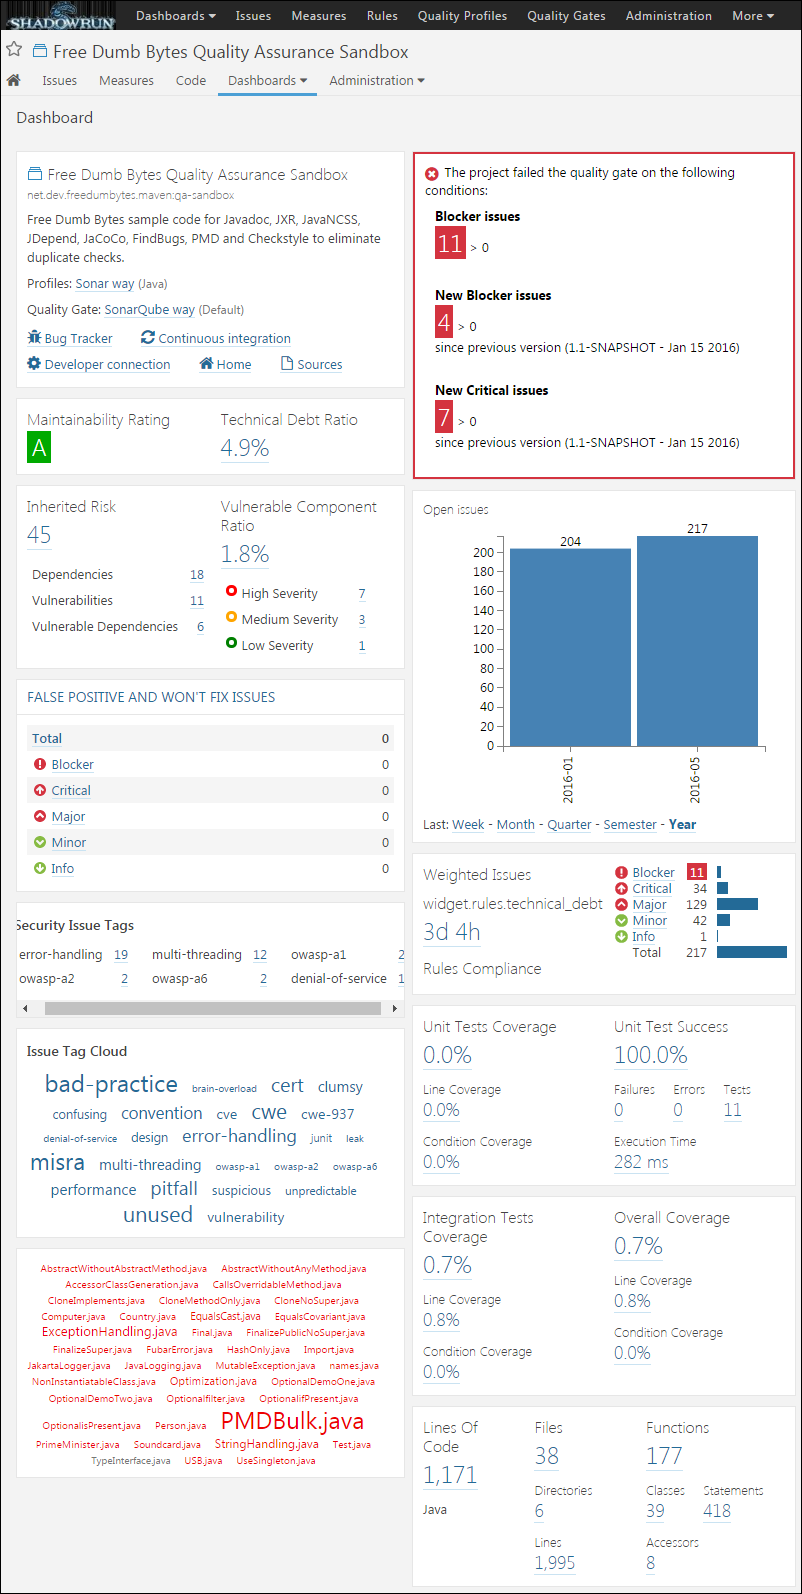 SHADOWRUN
Dashboards Issues Measures Rules Quality Profiles Quality Gates Administration More
Free Dumb Bytes Quality Assurance Sandbox
Issues Measures Code Dashboards Administration
Dashboard
Free Dumb Bytes Quality Assurance Sandbox
net.dev.freedumbytes.maven:qa-sandbox
Free Dumb Bytes sample code for Javadoc, JXR, JavaNCSS,
JDepend, JaCoCo, FindBugs, PMD and Checkstyle to eliminate
duplicate checks.
Profiles: Sonar way (Java)
Quality Gate: SonarQube way (Default)
Bug Tracker Continuous integration
Developer connection Home Sources
Maintainability Rating Technical Debt Ratio
A 4.9%
Inherited Risk Vulnerable Component
Ratio
45 1.8%
Dependencies 18
Vulnerabilities 11
Vulnerable Dependencies 6
High Severity 7
Medium Severity 3
Low Severity 1
FALSE POSITIVE AND WON'T FIX ISSUES
Total 0
Blocker 0
Critical 0
Major 0
Minor 0
Info 0
Security Issue Tags
error-handling 19 multi-threading 12 owasp-a1 2
owasp-a2 2 owasp-a6 2 denial-of-service 1
Issue Tag Cloud
bad-practice brain-overload cert clumsy
confusing convention cve cwe cwe-937
denial-of-service design error-handling junit leak
misra multi-threading owasp-a1 owasp-a2 owasp-a6
performance pitfall suspicious unpredictable
unused vulnerability
AbstractWithoutAbstractMethod.java AbstractWithoutAnyMethod.java
AccessorClassGeneration.java CallsOverridableMethod.java
CloneImplements.java CloneMethodOnly.java CloneNoSuper.java
Computer.java Country.java EqualsCast.java EqualsCovariant.java
ExceptionHandling.java Final.java FinalizePublicNoSuper.java
FinalizeSuper.java FubarError.java HashOnly.java Import.java
JakartaLogger.java JavaLogging.java MutableException.java names.java
NonInstantiatableClass.java Optimization.java OptionalDemoOne.java
OptionalDemoTwo.java Optionalfilter.java OptionalifPresent.java
OptionalisPresent.java Person.java PMDBulk.java
PrimeMinister.java Soundcard.java StringHandling.java Test.java
TypeInterface.java USB.java UseSingleton.java
The project failed the quality gate on the following
conditions:
Blocker issues
11 > 0
New Blocker issues
4 > 0
since previous version (1.1-SNAPSHOT - Jan 15 2016)
New Critical issues
7 > 0
since previous version (1.1-SNAPSHOT - Jan 15 2016)
Open issues
204 217
200
180
160
140
120
100
80
60
40
20
0
2016-01 2016-05
Last: Week - Month - Quarter - Semester - Year
Weighted Issues
widget.rules.technical_debt
3d 4h
Rules Compliance
Blocker 11
Critical 34
Major 129
Minor 42
Info 1
Total 217
Unit Tests Coverage Unit Test Success
0.0% 100.0%
Line Coverage Failures Errors Tests
0.0% 0 0 11
Condition Coverage Execution Time
0.0% 282 ms
Integration Tests
Coverage
0.7%
Line Coverage
0.8%
Condition Coverage
0.0%
Overall Coverage
0.7%
Line Coverage
0.8%
Condition Coverage
0.0%
Lines Of
Code
1,171
Java
Files
38
Directories
6
Lines
1,995
Functions
177
Classes Statements
39 418
Accessors
8